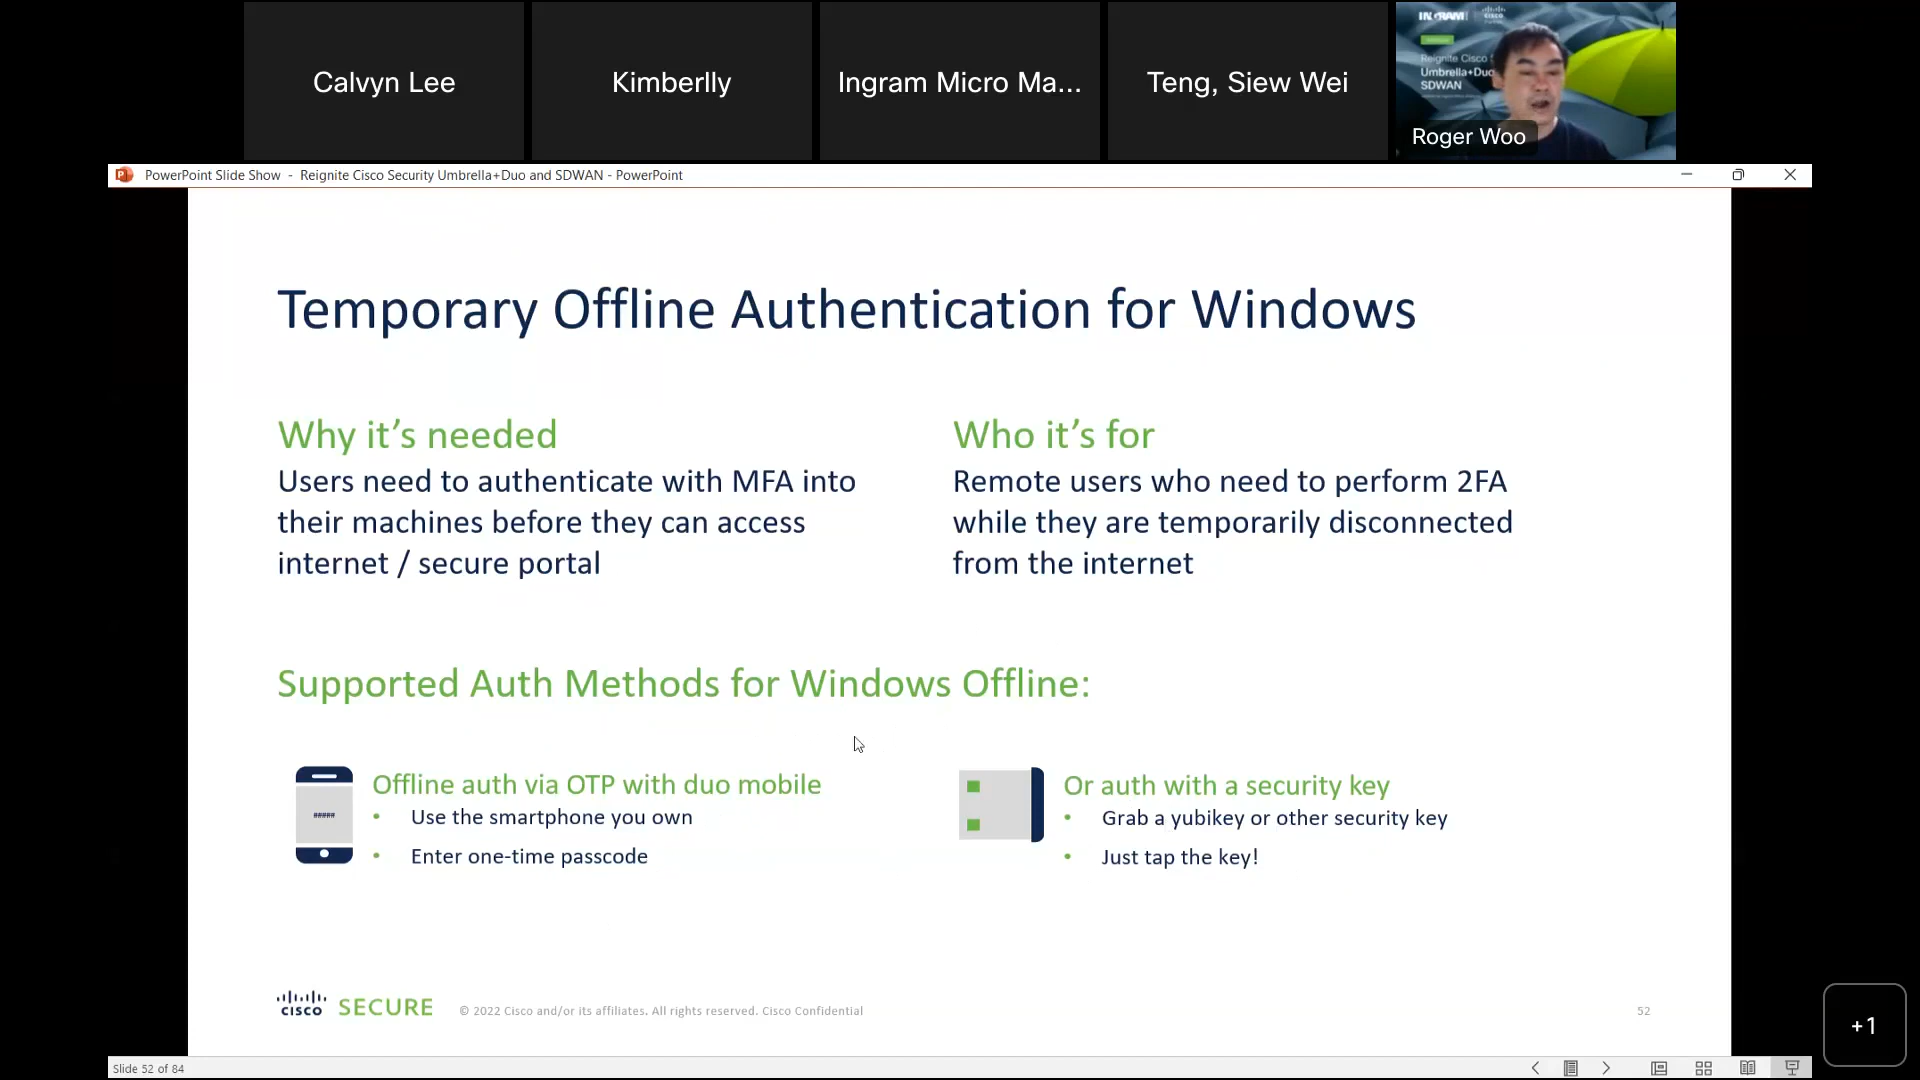 Calvyn Lee
Kimberlly
Ingram Micro Ma...
Teng, Siew Wei
INGRAM
CISCO
Reignite Cisco
Umbrella+Duo
SDWAN
Roger Woo
PowerPoint Slide Show - Reignite Cisco Security Umbrella+Duo and SDWAN - PowerPoint
Temporary Offline Authentication for Windows
Why it's needed
Users need to authenticate with MFA into
their machines before they can access
internet / secure portal
Who it's for
Remote users who need to perform 2FA
while they are temporarily disconnected
from the internet
Supported Auth Methods for Windows Offline:
#####
Offline auth via OTP with duo mobile
• Use the smartphone you own
• Enter one-time passcode
Or auth with a security key
• Grab a yubikey or other security key
• Just tap the key!
CISCO SECURE
© 2022 Cisco and/or its affiliates. All rights reserved. Cisco Confidential
52
+1
Slide 52 of 84